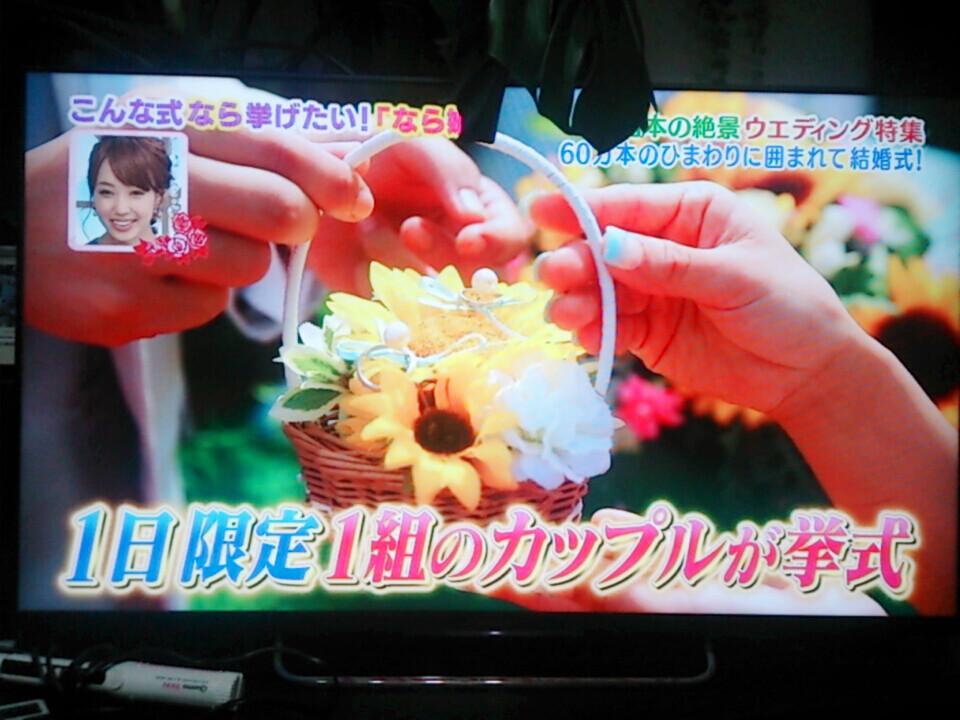 こんな式なら挙げたい!「なら
本の絶景 ウエディング特集
60万本のひまわりに囲まれて結婚式!
1日限定1組のカップルが挙式